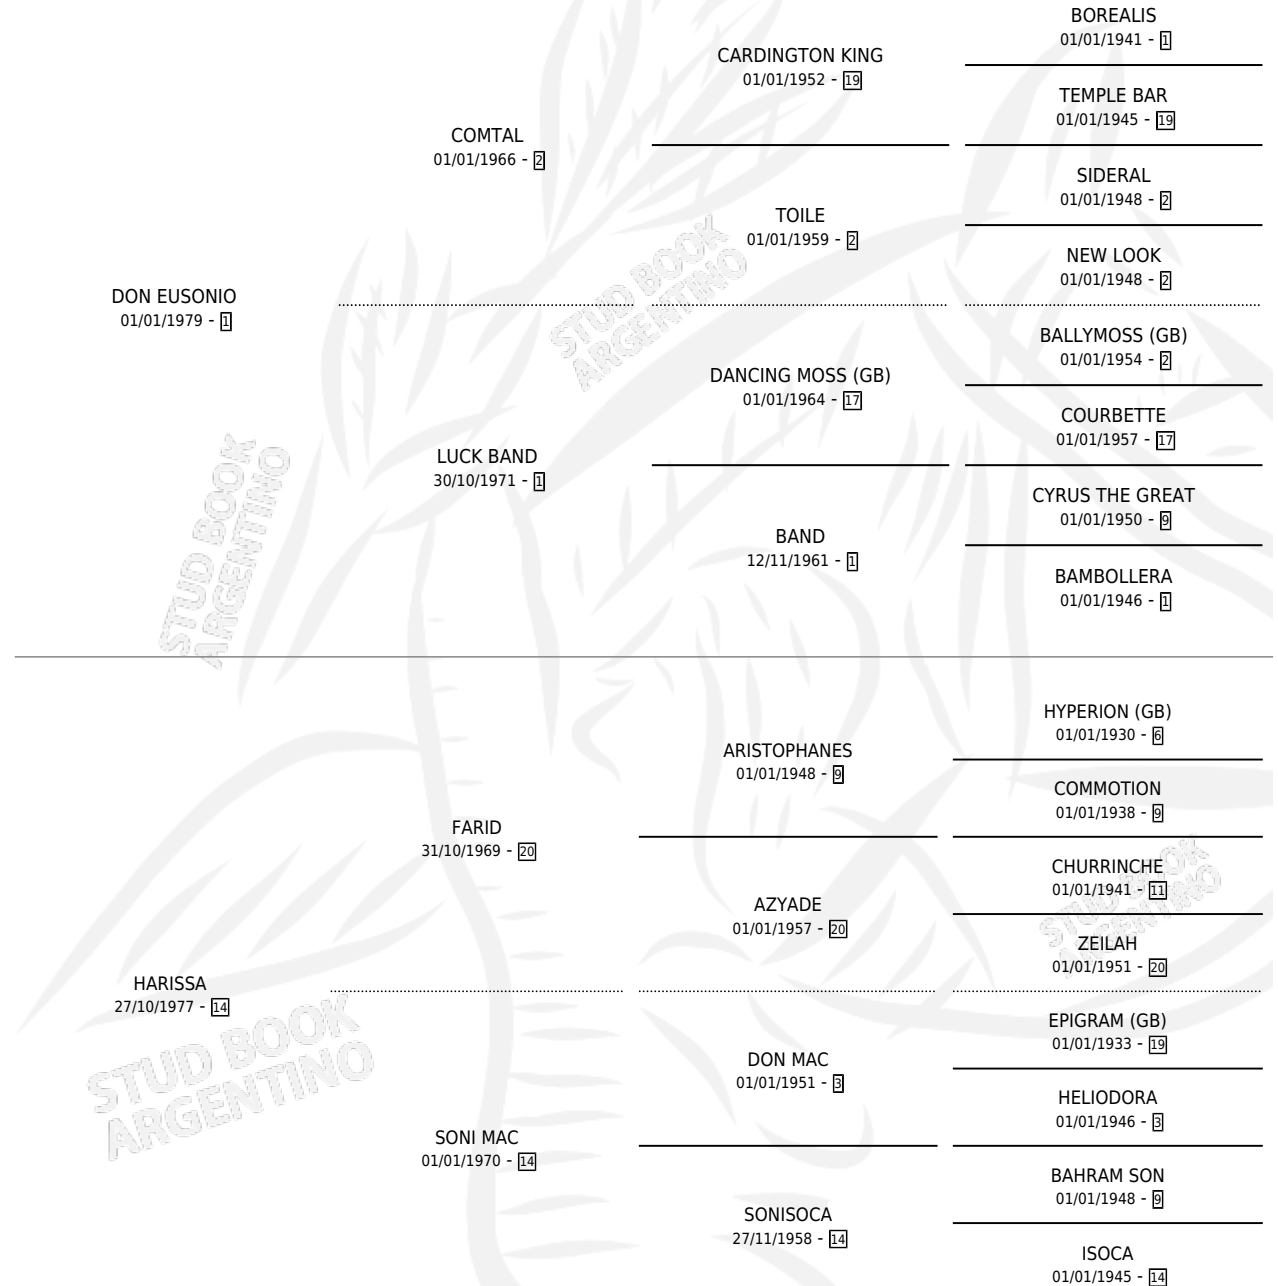 BOREALIS
01/01/1941 - 1
CARDINGTON KING
01/01/1952 - 19
TEMPLE BAR
01/01/1945 - 19
COMTAL
01/01/1966 - 2
SIDERAL
01/01/1948 - 2
TOILE
01/01/1959 - 2
NEW LOOK
01/01/1948 - 2
DON EUSONIO
01/01/1979 - 1
BALLYMOSS (GB)
01/01/1954 - 2
DANCING MOSS (GB)
01/01/1964 - 17
COURBETTE
01/01/1957 - 17
LUCK BAND
30/10/1971 - 1
CYRUS THE GREAT
01/01/1950 - 9
BAND
12/11/1961 - 1
BAMBOLLERA
01/01/1946 - 1
HYPERION (GB)
01/01/1930 - 6
ARISTOPHANES
01/01/1948 - 9
COMMOTION
01/01/1938 - 9
FARID
31/10/1969 - 20
CHURRINCHE
01/01/1941 - 11
AZYADE
01/01/1957 - 20
ZEILAH
01/01/1951 - 20
HARISSA
27/10/1977 - 14
EPIGRAM (GB)
01/01/1933 - 19
DON MAC
01/01/1951 - 3
HELIODORA
01/01/1946 - 3
SONI MAC
01/01/1970 - 14
BAHRAM SON
01/01/1948 - 9
SONISOCA
27/11/1958 - 14
ISOCA
01/01/1945 - 14
STUD BOOK
ARGENTINO
STUD BOOK
ARGENTINO
STUD BOOK
ARGENTINO
STUD BOOK
ARGENTINO